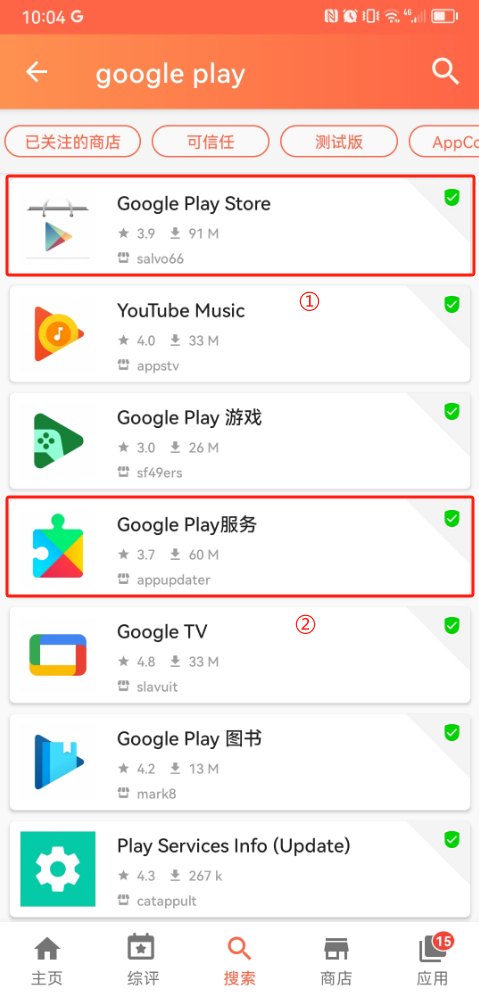 10:04 G
4G
google play
已关注的商店
可信任
测试版
AppCo
Google Play Store
3.9 91 M
salvo66
①
YouTube Music
4.0 33 M
appstv
Google Play 游戏
3.0 26 M
sf49ers
Google Play服务
3.7 60 M
appupdater
②
Google TV
4.8 33 M
slavuit
Google Play 图书
4.2 13 M
mark8
Play Services Info (Update)
4.3 267 k
catappult
15
主页
综评
搜索
商店
应用